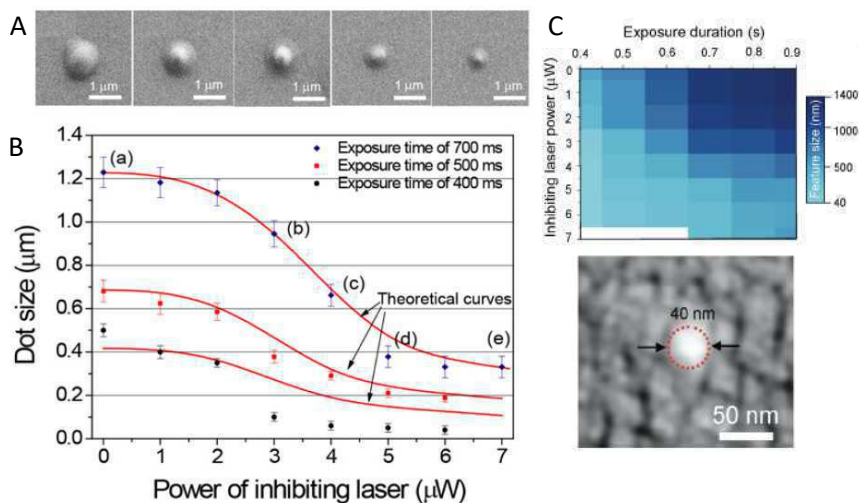 A
1 μm
1 μm
1 μm
1 μm
1 μm
B
1.4
1.2
1.0
0.8
0.6
0.4
0.2
0.0
Dot size (μm)
(a)
(b)
(c)
(d)
(e)
Exposure time of 700 ms
Exposure time of 500 ms
Exposure time of 400 ms
Theoretical curves
0 1 2 3 4 5 6 7
Power of inhibiting laser (μW)
C
Exposure duration (s)
0.4 0.5 0.6 0.7 0.8 0.9
Inhibiting laser power (μW)
0
1
2
3
4
5
6
7
1400
1000
500
40
Feature size (nm)
40 nm
50 nm